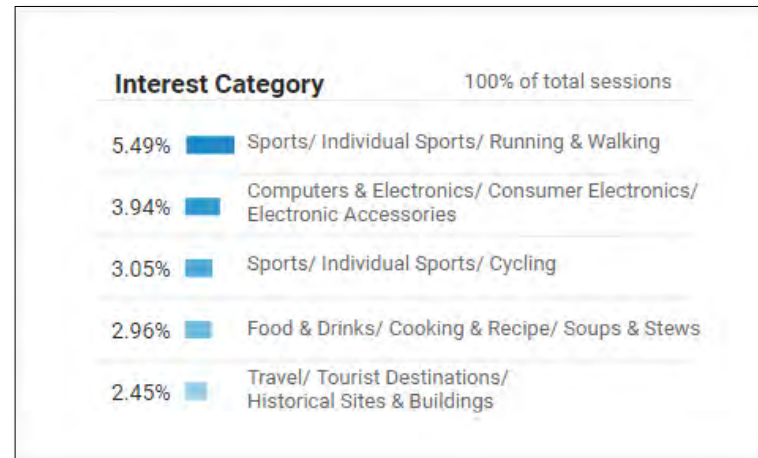 Interest Category 100% of total sessions
5.49% Sports/ Individual Sports/ Running & Walking
3.94% Computers & Electronics/ Consumer Electronics/
Electronic Accessories
3.05% Sports/ Individual Sports/ Cycling
2.96% Food & Drinks/ Cooking & Recipe/ Soups & Stews
2.45% Travel/ Tourist Destinations/
Historical Sites & Buildings